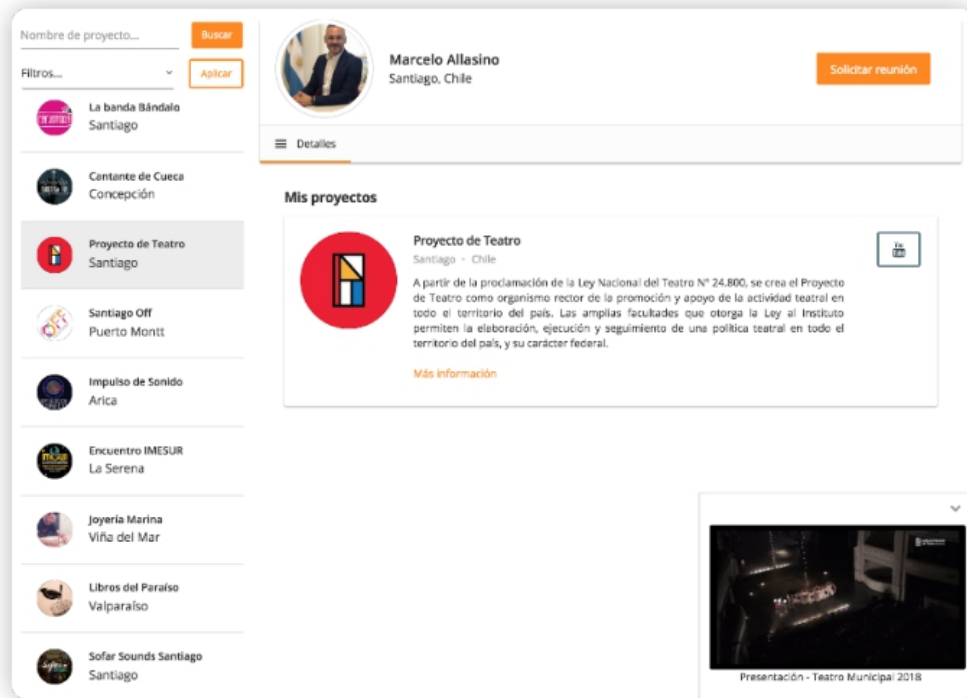 Nombre de proyecto...
Buscar
Filtros...
Aplicar
La banda Bándalo
Santiago
Cantante de Cueca
Concepción
Proyecto de Teatro
Santiago
Santiago Off
Puerto Montt
Impulso de Sonido
Arica
Encuentro IMESUR
La Serena
Joyería Marina
Viña del Mar
Libros del Paraíso
Valparaíso
Sofar Sounds Santiago
Santiago
Marcelo Allasino
Santiago, Chile
Solicitar reunión
Detalles
Mis proyectos
Proyecto de Teatro
Santiago - Chile
You
Tube
A partir de la proclamación de la Ley Nacional del Teatro N° 24.800, se crea el Proyecto
de Teatro como organismo rector de la promoción y apoyo de la actividad teatral en
todo el territorio del país. Las amplias facultades que otorga la Ley al Instituto
permiten la elaboración, ejecución y seguimiento de una política teatral en todo el
territorio del país, y su carácter federal.
Más información
Presentación - Teatro Municipal 2018